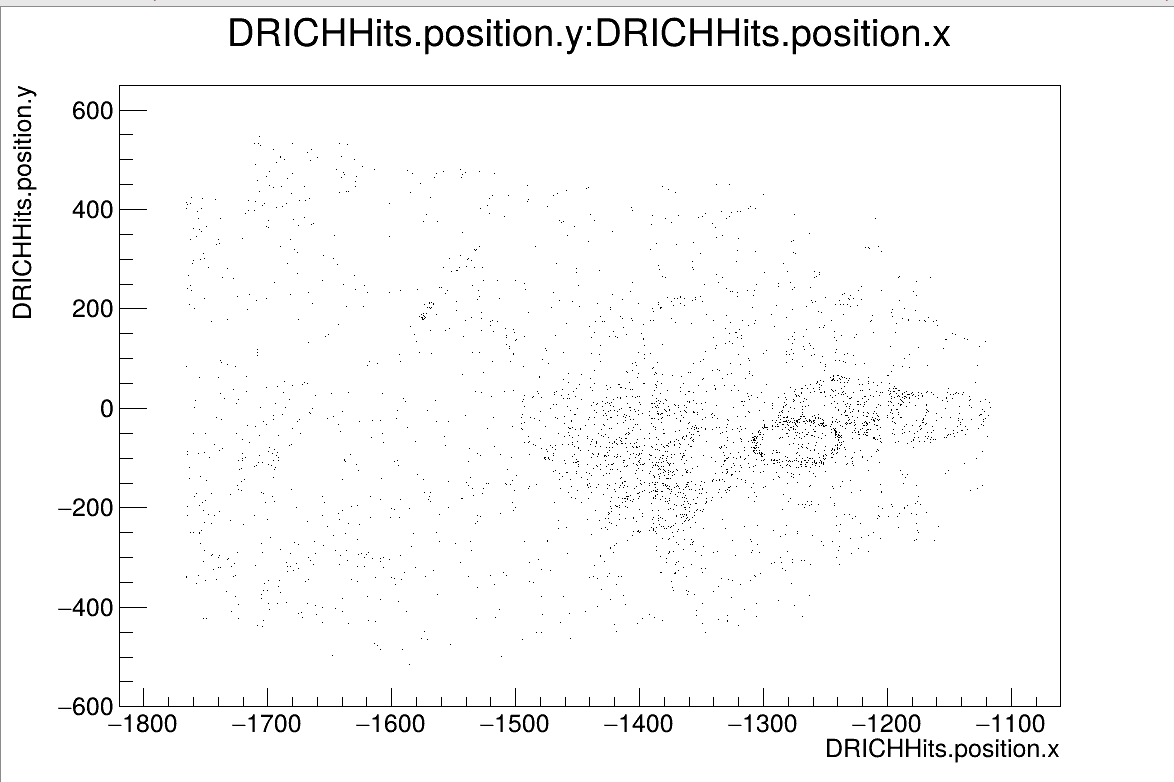 DRICHHits.position.y:DRICHHits.position.x
DRICHHits.position.y
600
400
200
0
−200
−400
−600
−1800 −1700 −1600 −1500 −1400 −1300 −1200 −1100
DRICHHits.position.x